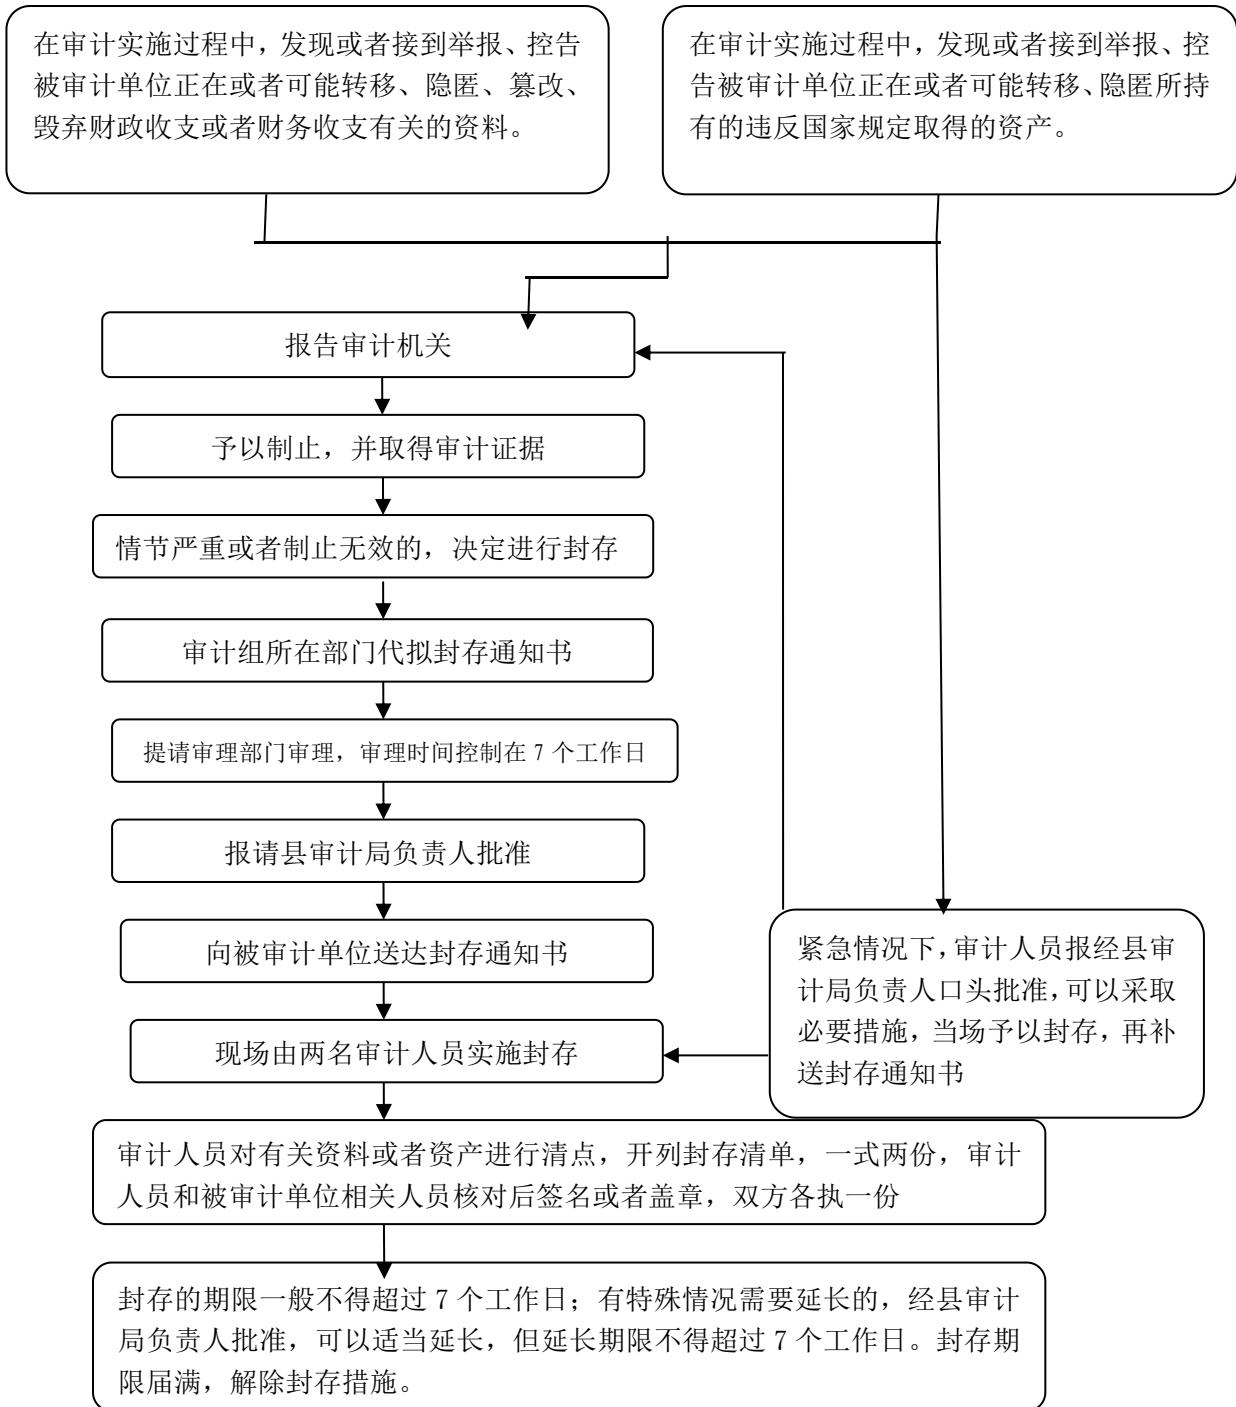 在审计实施过程中，发现或者接到举报、控告
被审计单位正在或者可能转移、隐匿、篡改、
毁弃财政收支或者财务收支有关的资料。
在审计实施过程中，发现或者接到举报、控
告被审计单位正在或者可能转移、隐匿所持
有的违反国家规定取得的资产。
报告审计机关
予以制止，并取得审计证据
情节严重或者制止无效的，决定进行封存
审计组所在部门代拟封存通知书
提请审理部门审理，审理时间控制在 7 个工作日
报请县审计局负责人批准
向被审计单位送达封存通知书
现场由两名审计人员实施封存
紧急情况下，审计人员报经县审
计局负责人口头批准，可以采取
必要措施，当场予以封存，再补
送封存通知书
审计人员对有关资料或者资产进行清点，开列封存清单，一式两份，审计
人员和被审计单位相关人员核对后签名或者盖章，双方各执一份
封存的期限一般不得超过 7 个工作日；有特殊情况需要延长的，经县审计
局负责人批准，可以适当延长，但延长期限不得超过 7 个工作日。封存期
限届满，解除封存措施。